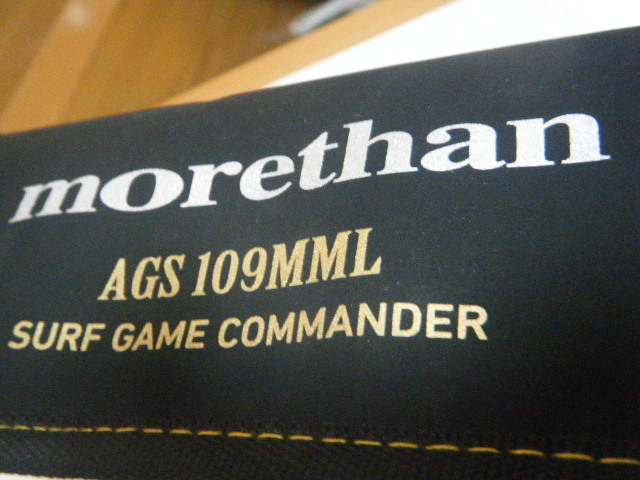 morethan
AGS 109MML
SURF GAME COMMANDER